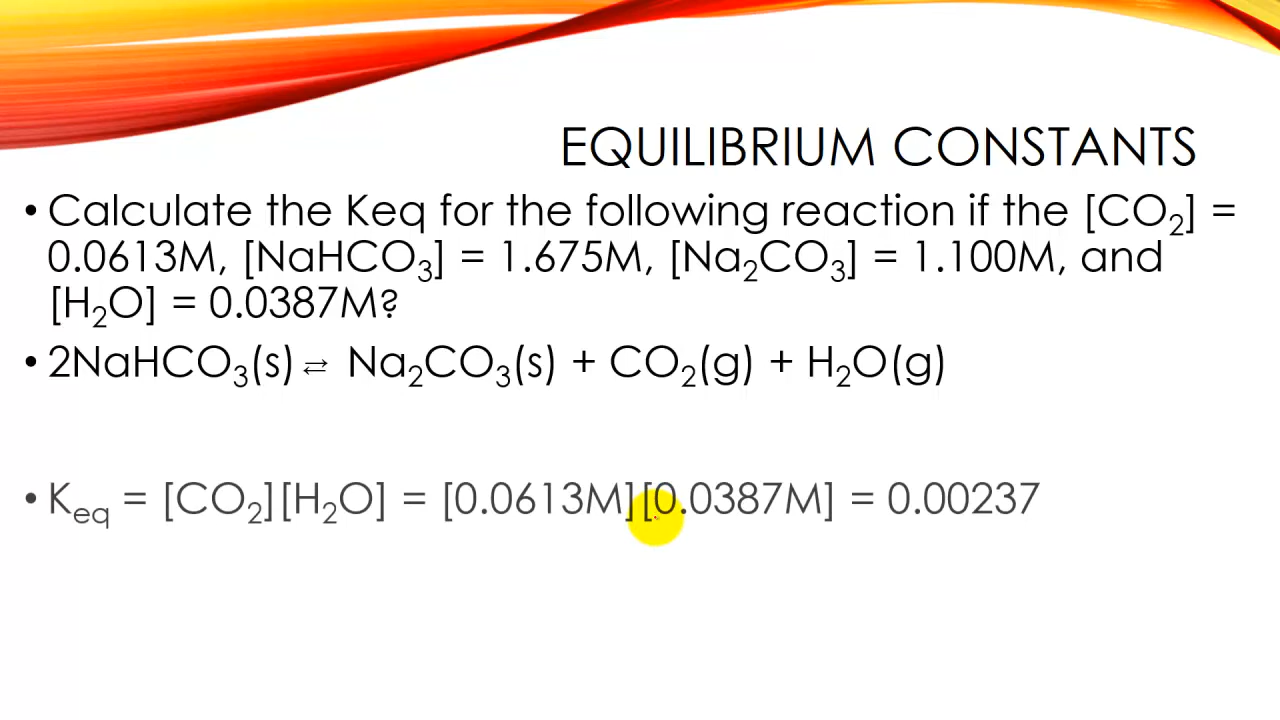 EQUILIBRIUM CONSTANTS
• Calculate the Keq for the following reaction if the [CO₂] =
0.0613M, [NaHCO₃] = 1.675M, [Na₂CO₃] = 1.100M, and
[H₂O] = 0.0387M?
• 2NaHCO₃(s) ⇄ Na₂CO₃(s) + CO₂(g) + H₂O(g)
• Keq = [CO₂][H₂O] = [0.0613M][0.0387M] = 0.00237